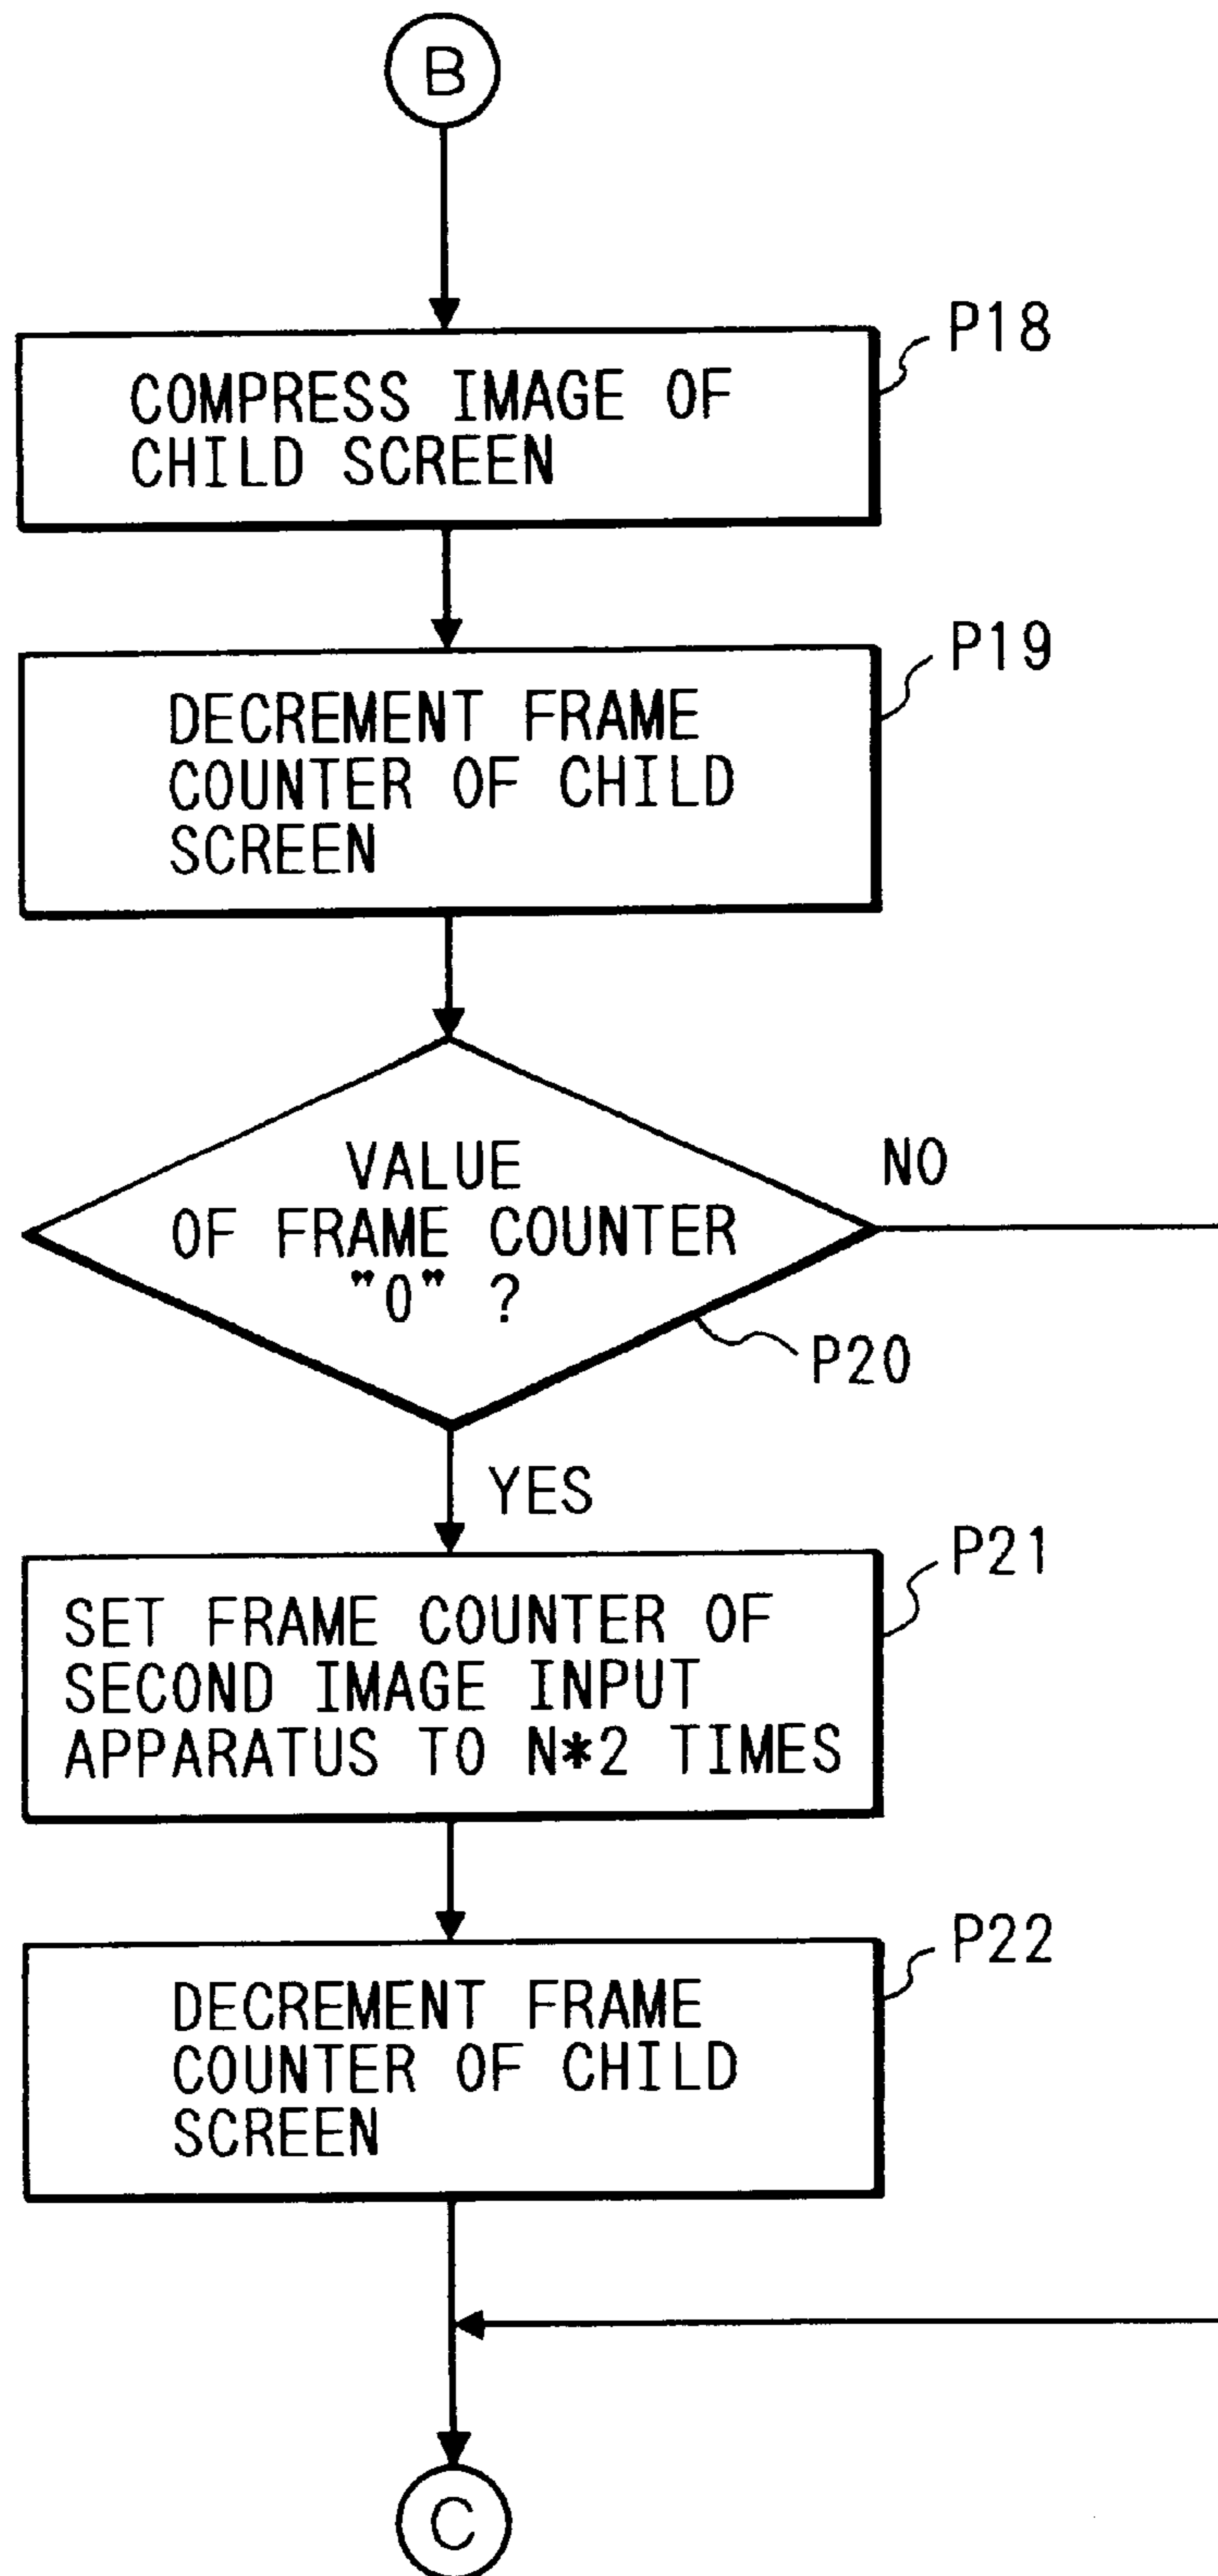 B
P18
COMPRESS IMAGE OF
CHILD SCREEN
P19
DECREMENT FRAME
COUNTER OF CHILD
SCREEN
VALUE
OF FRAME COUNTER
"0" ?
NO
P20
YES
P21
SET FRAME COUNTER OF
SECOND IMAGE INPUT
APPARATUS TO N*2 TIMES
P22
DECREMENT FRAME
COUNTER OF CHILD
SCREEN
C